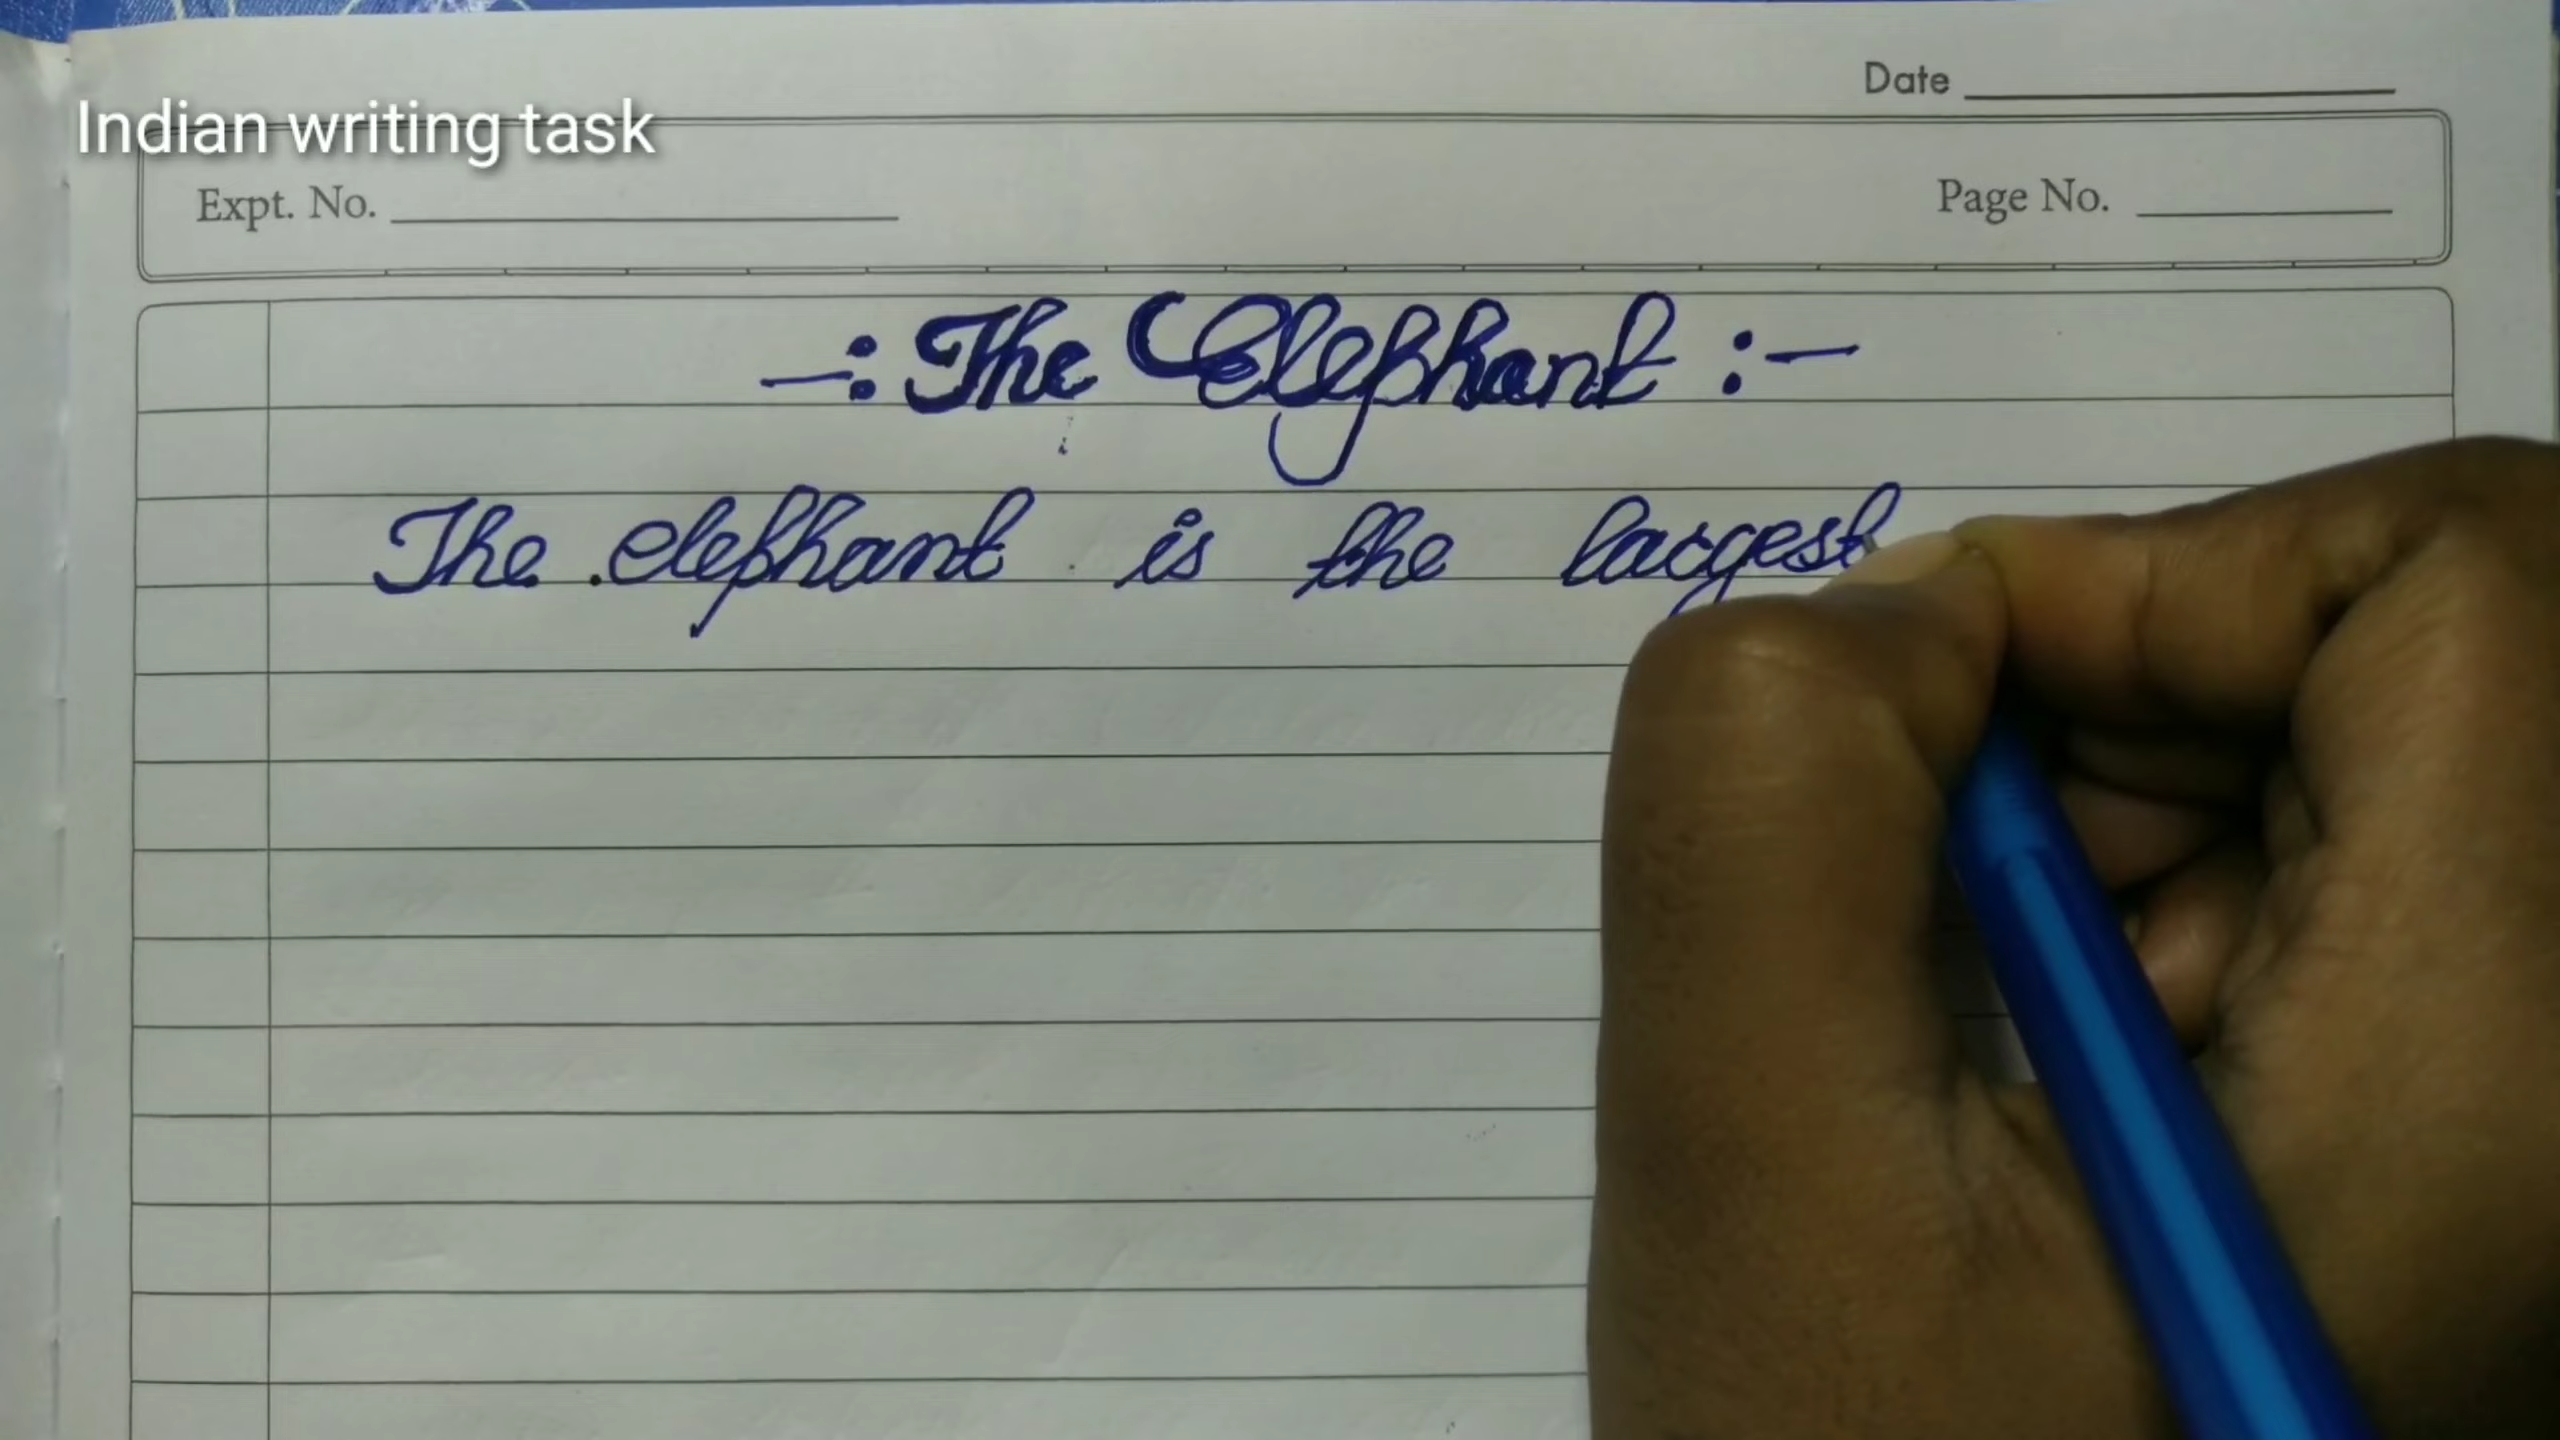 Date
Indian writing task
Expt. No.
Page No.
-: The Elephant :-
The elephant is the largest